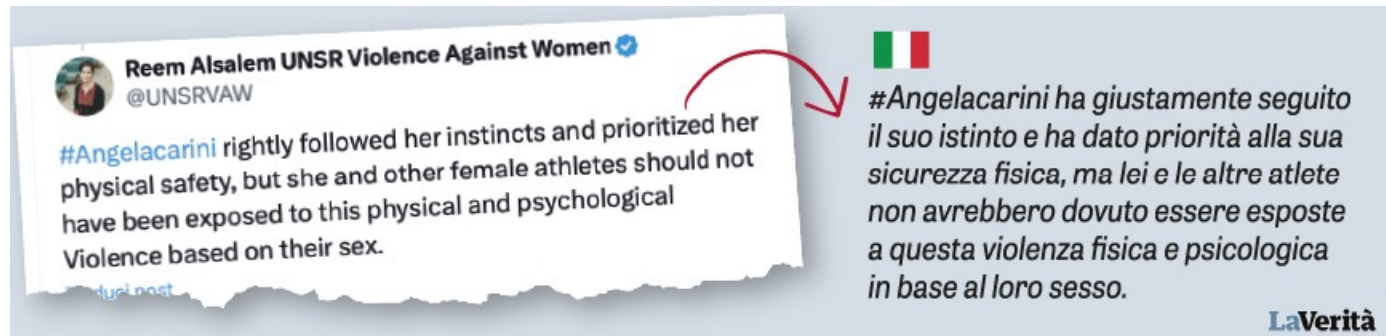 Reem Alsalem UNSR Violence Against Women
@UNSRVAW
#Angelacarini rightly followed her instincts and prioritized her
physical safety, but she and other female athletes should not
have been exposed to this physical and psychological
Violence based on their sex.
post
#Angelacarini ha giustamente seguito
il suo istinto e ha dato priorità alla sua
sicurezza fisica, ma lei e le altre atlete
non avrebbero dovuto essere esposte
a questa violenza fisica e psicologica
in base al loro sesso.
LaVerità